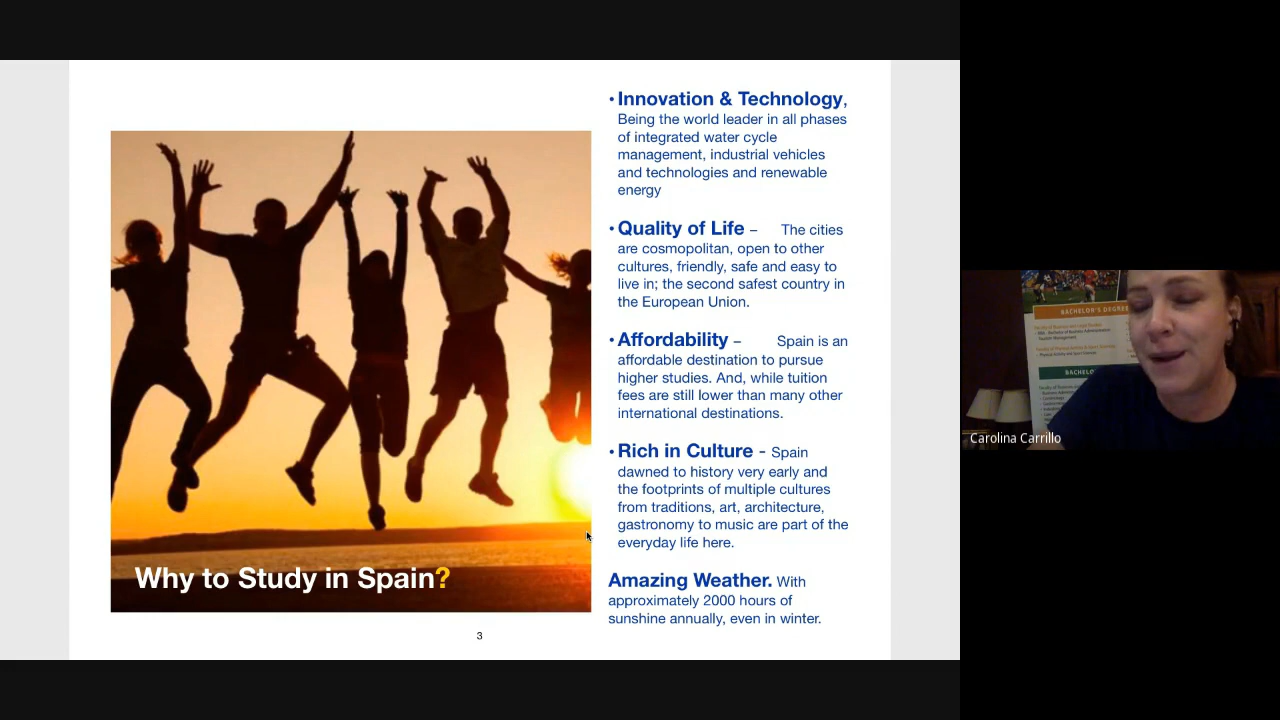 • Innovation & Technology,
Being the world leader in all phases
of integrated water cycle
management, industrial vehicles
and technologies and renewable
energy
• Quality of Life – The cities
are cosmopolitan, open to other
cultures, friendly, safe and easy to
live in; the second safest country in
the European Union.
• Affordability – Spain is an
affordable destination to pursue
higher studies. And, while tuition
fees are still lower than many other
international destinations.
• Rich in Culture - Spain
dawned to history very early and
the footprints of multiple cultures
from traditions, art, architecture,
gastronomy to music are part of the
everyday life here.
Amazing Weather. With
approximately 2000 hours of
sunshine annually, even in winter.
Why to Study in Spain?
3
BACHELOR'S DEGRE
Carolina Carrillo